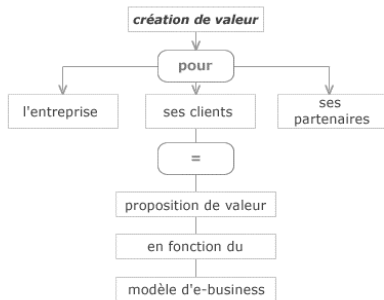 création de valeur
pour
l'entreprise
ses clients
ses
partenaires
=
proposition de valeur
en fonction du
modèle d'e-business